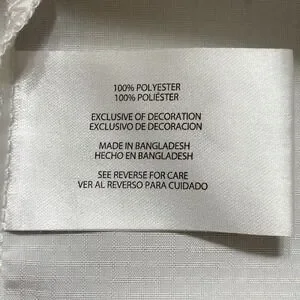 100% POLYESTER
100% POLIÉSTER
EXCLUSIVE OF DECORATION
EXCLUSIVO DE DECORACION
MADE IN BANGLADESH
HECHO EN BANGLADESH
SEE REVERSE FOR CARE
VER AL REVERSO PARA CUIDADO